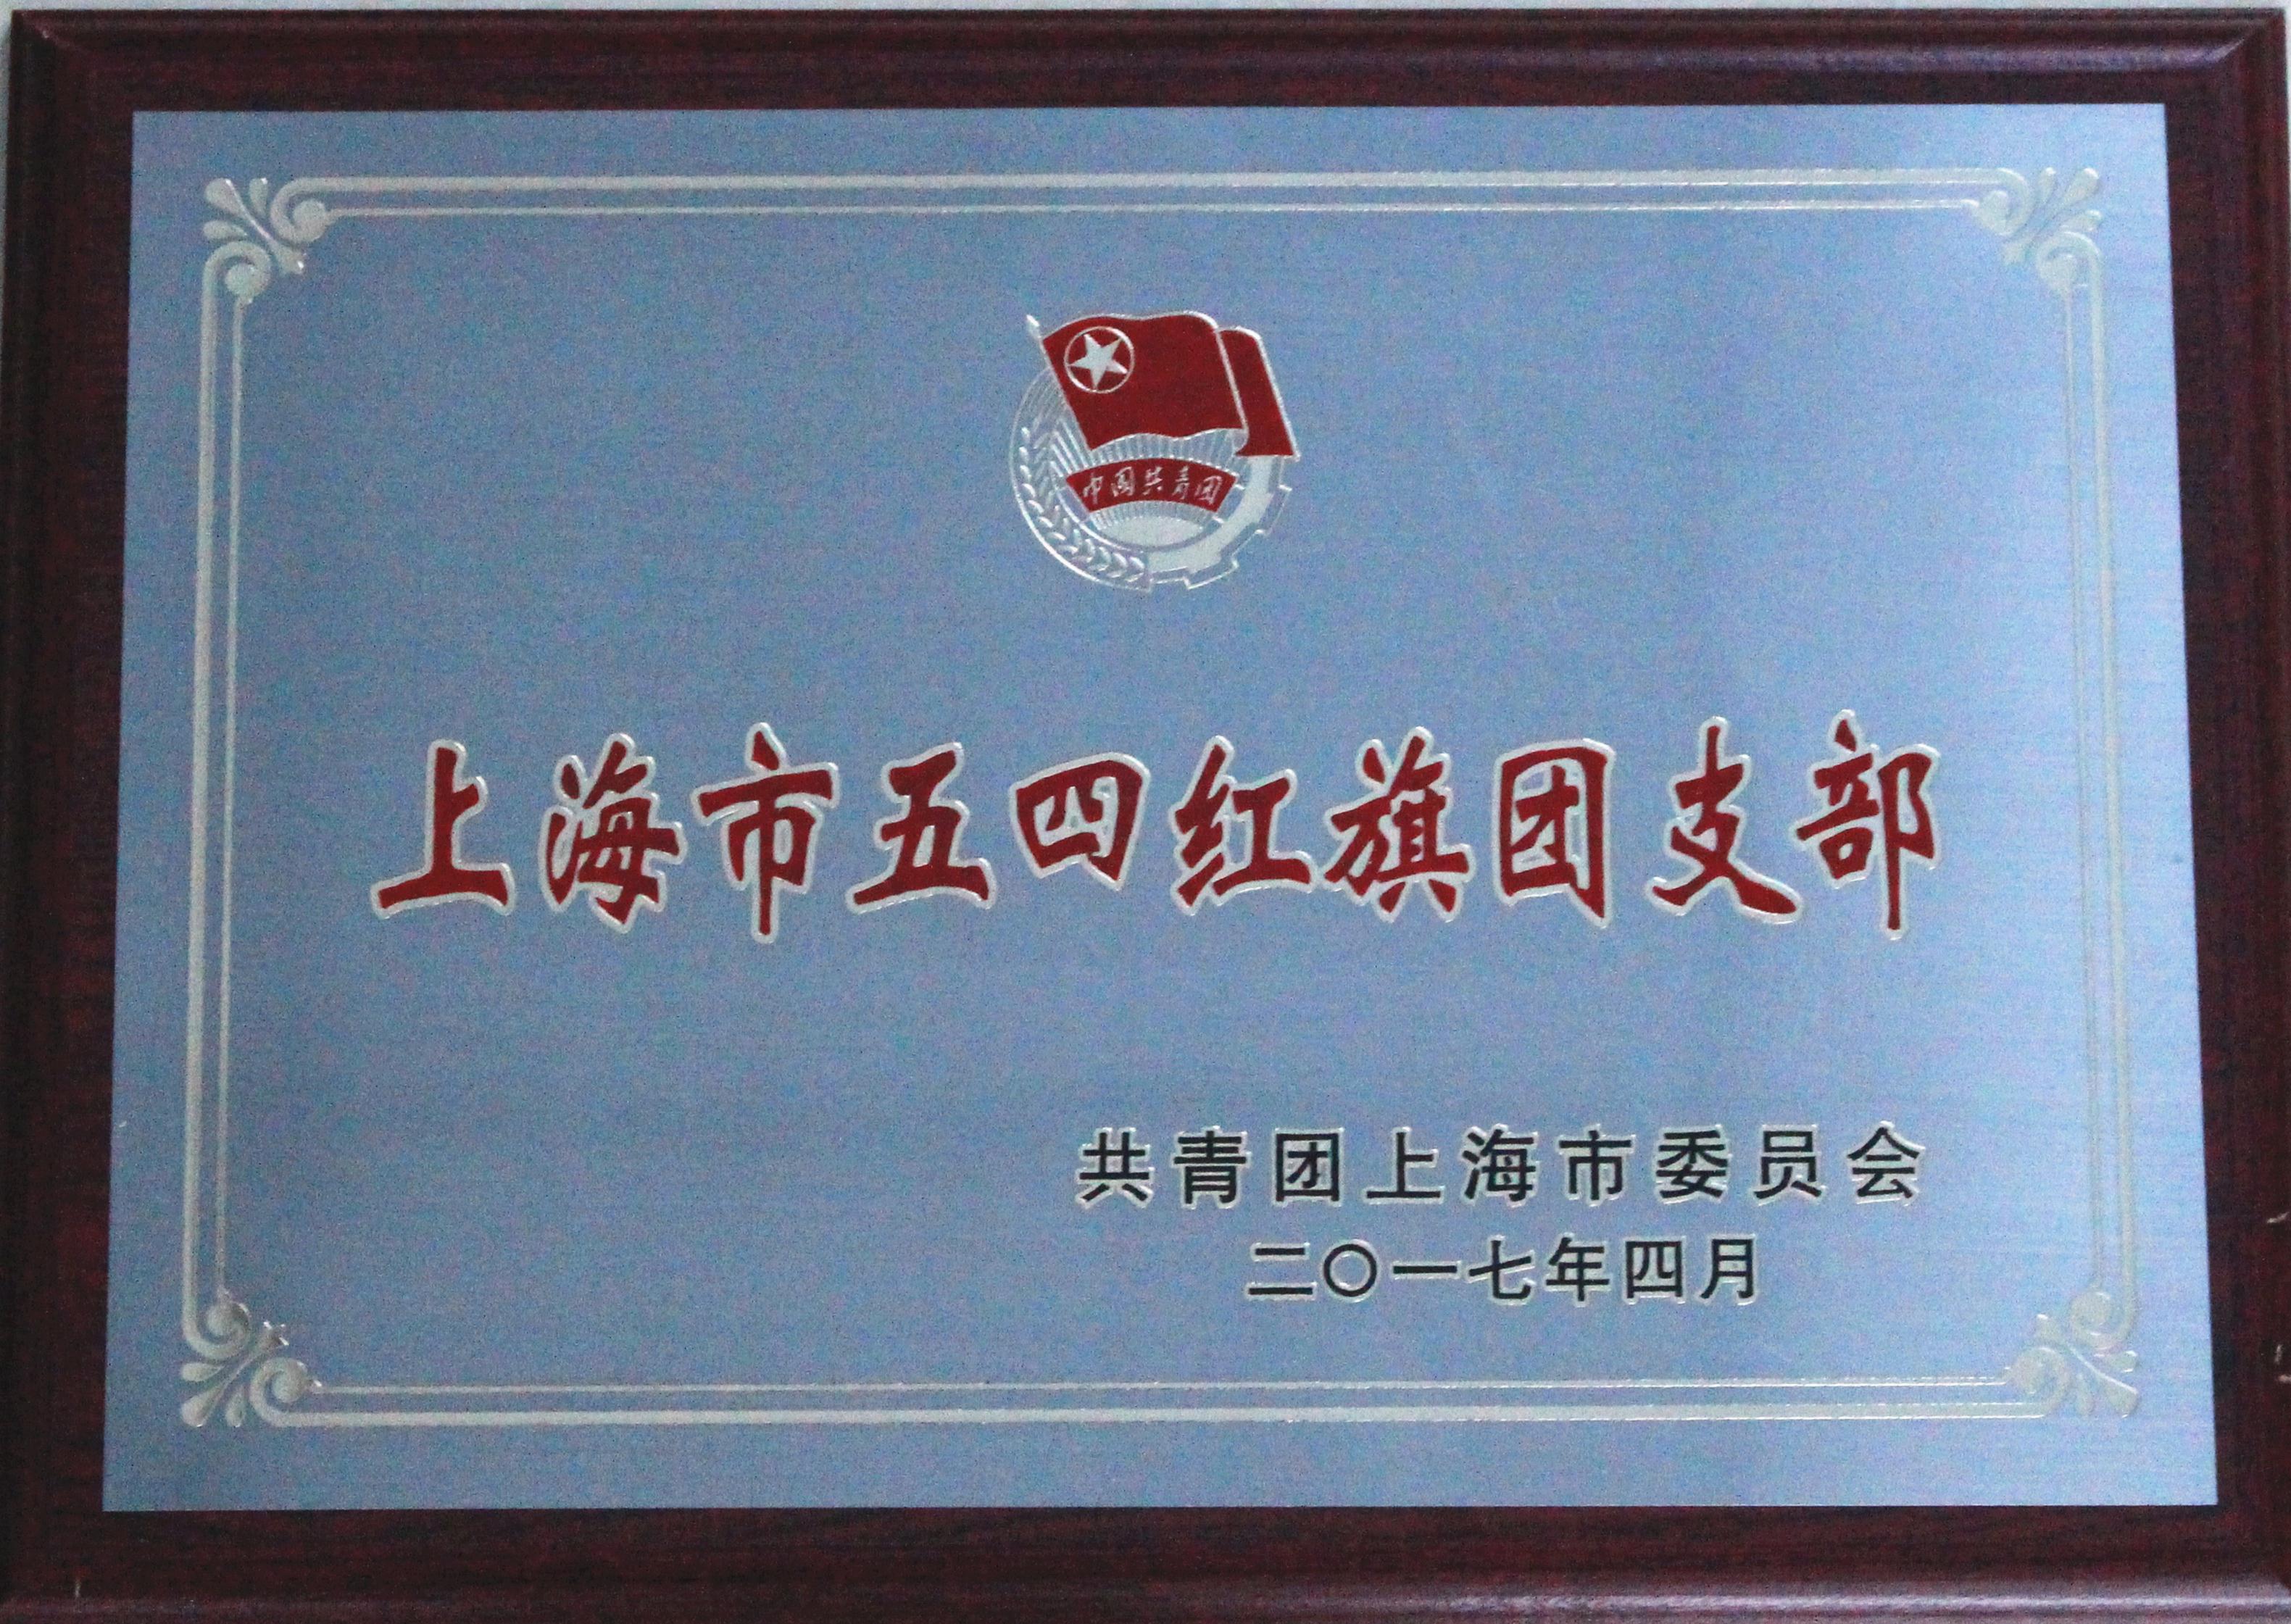 中国共青团
上海市五四红旗团支部
共青团上海市委员会
二〇一七年四月